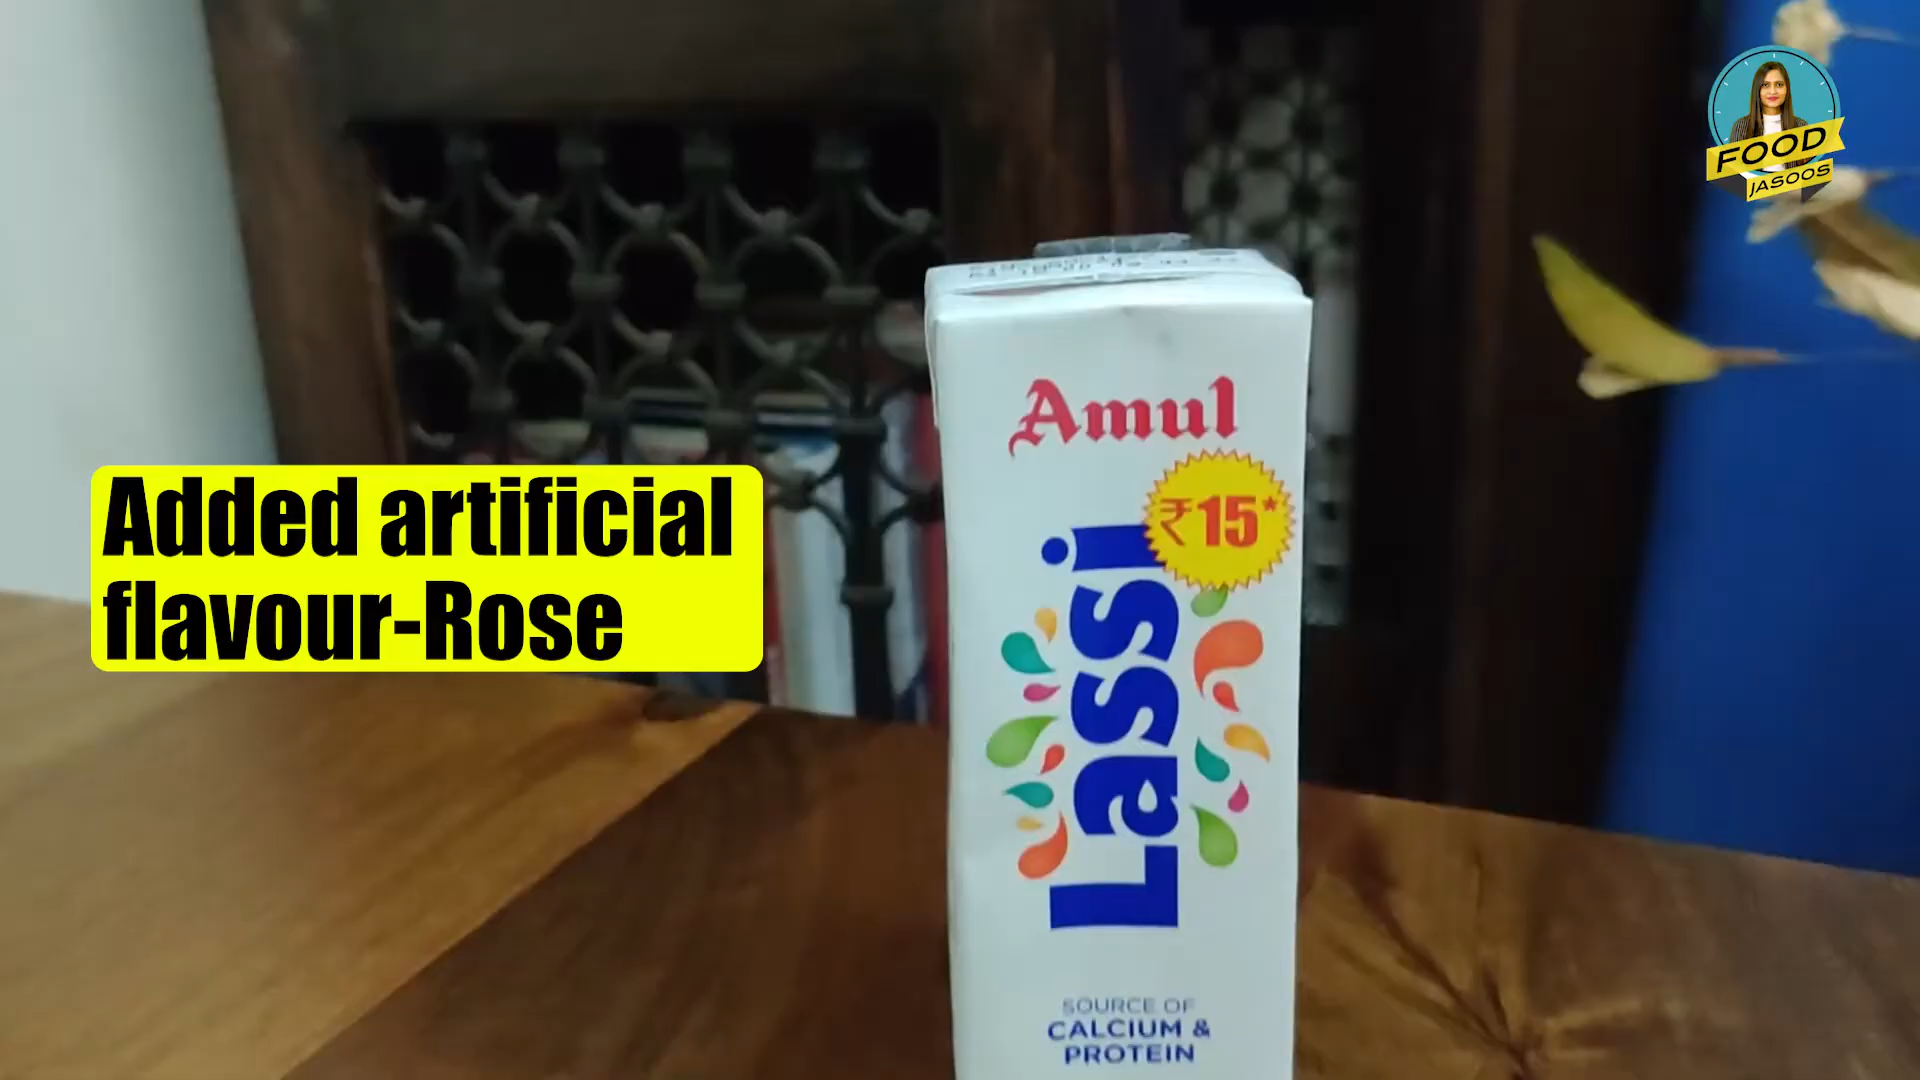 FOOD
JASOOS
Amul
₹15*
Lassi
Added artificial
flavour-Rose
SOURCE OF
CALCIUM &
PROTEIN